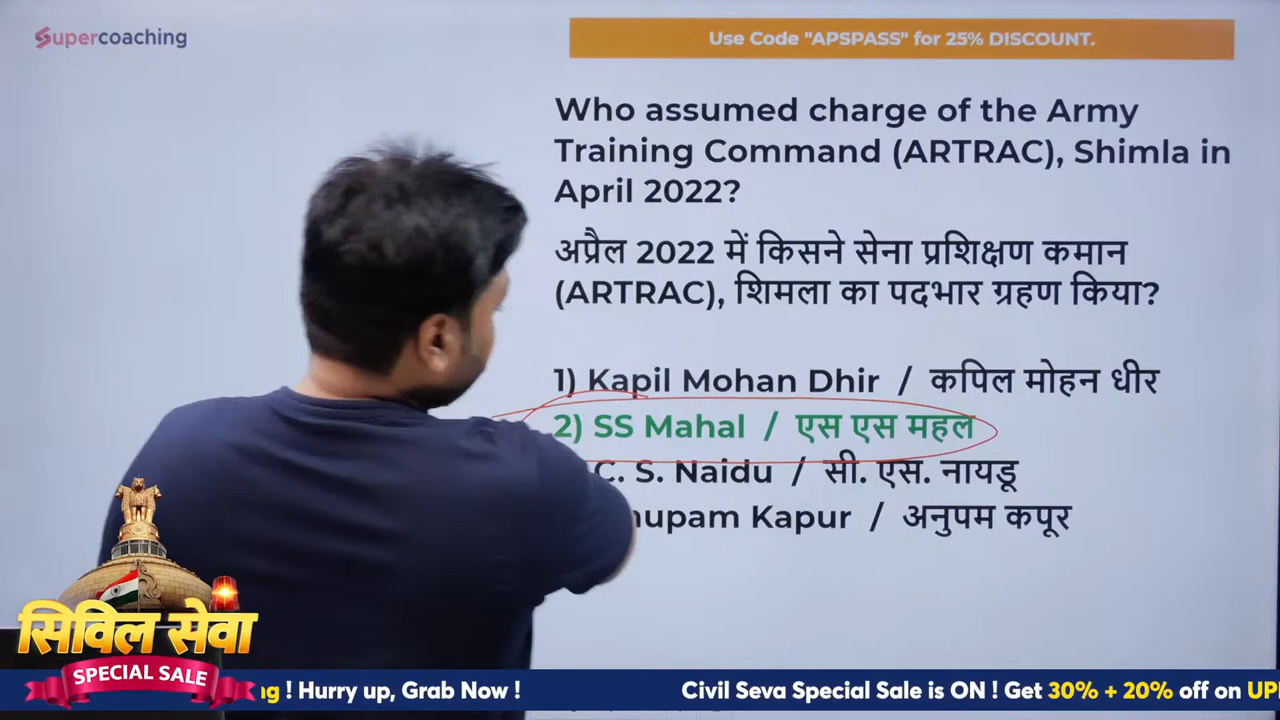 Supercoaching
Use Code "APSPASS" for 25% DISCOUNT.
Who assumed charge of the Army
Training Command (ARTRAC), Shimla in
April 2022?
अप्रैल 2022 में किसने सेना प्रशिक्षण कमान
(ARTRAC), शिमला का पदभार ग्रहण किया?
1) Kapil Mohan Dhir / कपिल मोहन धीर
2) SS Mahal / एस एस महल
C. S. Naidu / सी. एस. नायडू
Kapur / अनुपम कपूर
सिविल सेवा
SPECIAL SALE
! Hurry up, Grab Now ! Civil Seva Special Sale is ON ! Get 30% + 20% off on